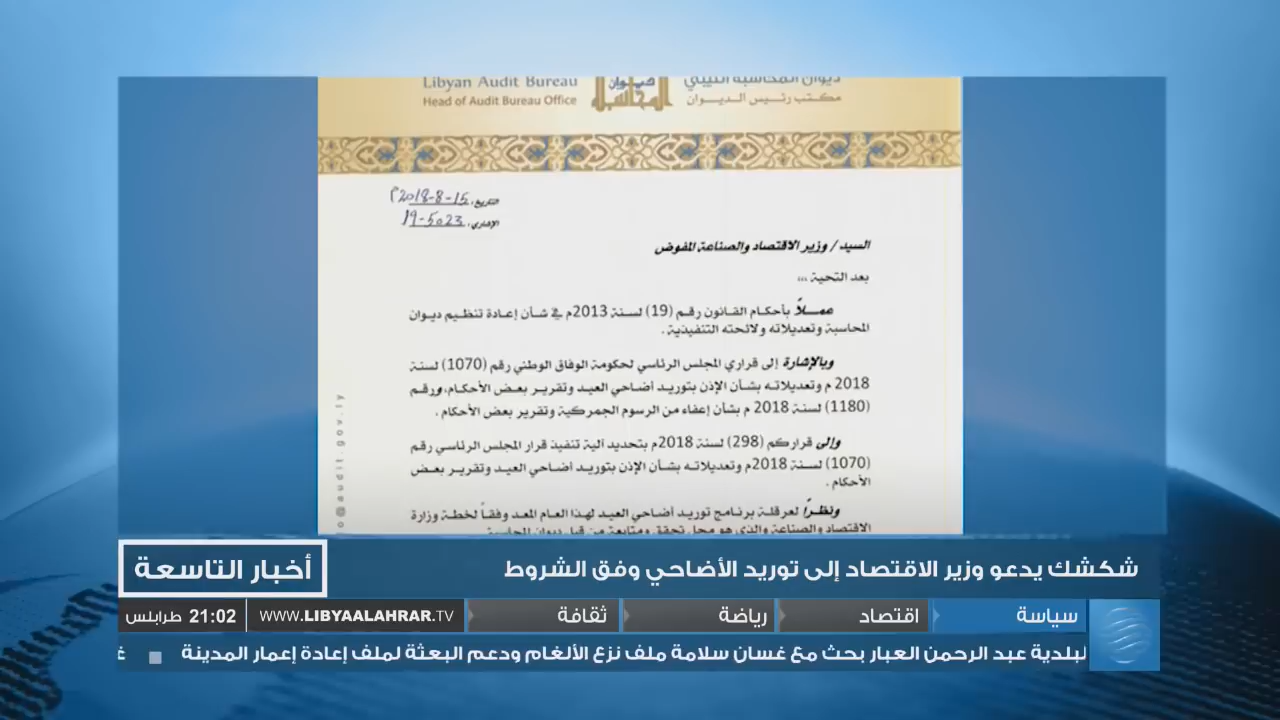 Libyan Audit Bureau
Head of Audit Bureau Office
ديوان المحاسبة
ديوان المحاسبة الليبي
مكتب رئيس الديوان
التاريخ: 15-8-2018م
الإشاري: 5023-19
السيد / وزير الاقتصاد والصناعة المفوض
بعد التحية ,,,
عمــلاً بأحكام القانون رقم (19) لسنة 2013م في شأن إعادة تنظيم ديوان
المحاسبة وتعديلاته ولائحته التنفيذية .
وبالإشارة إلى قراري المجلس الرئاسي لحكومة الوفاق الوطني رقم (1070) لسنة
2018 م وتعديلاته بشأن الإذن بتوريد أضاحي العيد وتقرير بعض الأحكام، ورقم
(1180) لسنة 2018 م بشأن إعفاء من الرسوم الجمركية وتقرير بعض الأحكام .
وإلى قراركم (298) لسنة 2018م بتحديد آلية تنفيذ قرار المجلس الرئاسي رقم
(1070) لسنة 2018م وتعديلاته بشأن الإذن بتوريد أضاحي العيد وتقرير بعض
الأحكام .
ونظراً لعرقلة برنامج توريد أضاحي العيد لهذا العام المعد وفقاً لخطة وزارة
الاقتصاد والصناعة والذي هو محل تحقق ومتابعة من قبل ديوان المحاسبة
o@audit.gov.ly
شكشك يدعو وزير الاقتصاد إلى توريد الأضاحي وفق الشروط
أخبار التاسعة
سياسة
اقتصاد
رياضة
ثقافة
WWW.LIBYAALAHRAR.TV
21:02 طرابلس
لبلدية عبد الرحمن العبار بحث مع غسان سلامة ملف نزع الألغام ودعم البعثة لملف إعادة إعمار المدينة